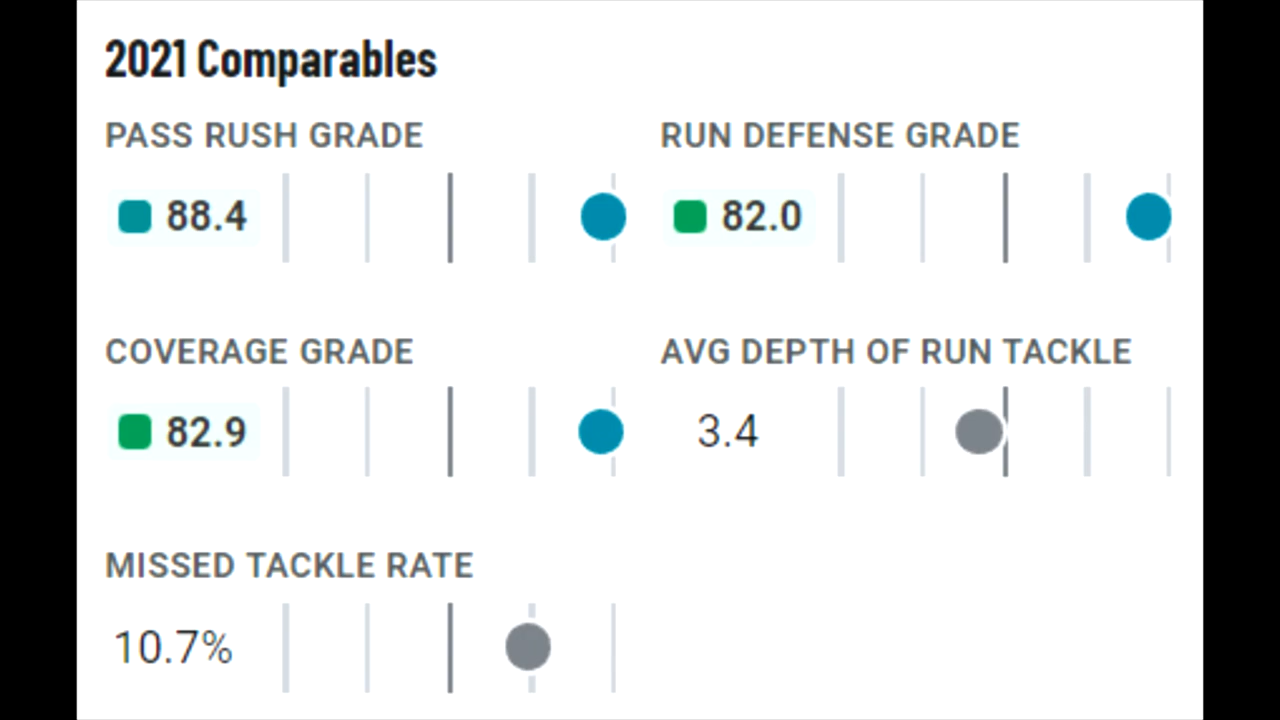 2021 Comparables
PASS RUSH GRADE
88.4
RUN DEFENSE GRADE
82.0
COVERAGE GRADE
82.9
AVG DEPTH OF RUN TACKLE
3.4
MISSED TACKLE RATE
10.7%